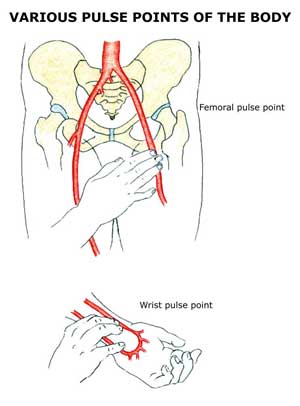 VARIOUS PULSE POINTS OF THE BODY
Femoral pulse point
Wrist pulse point